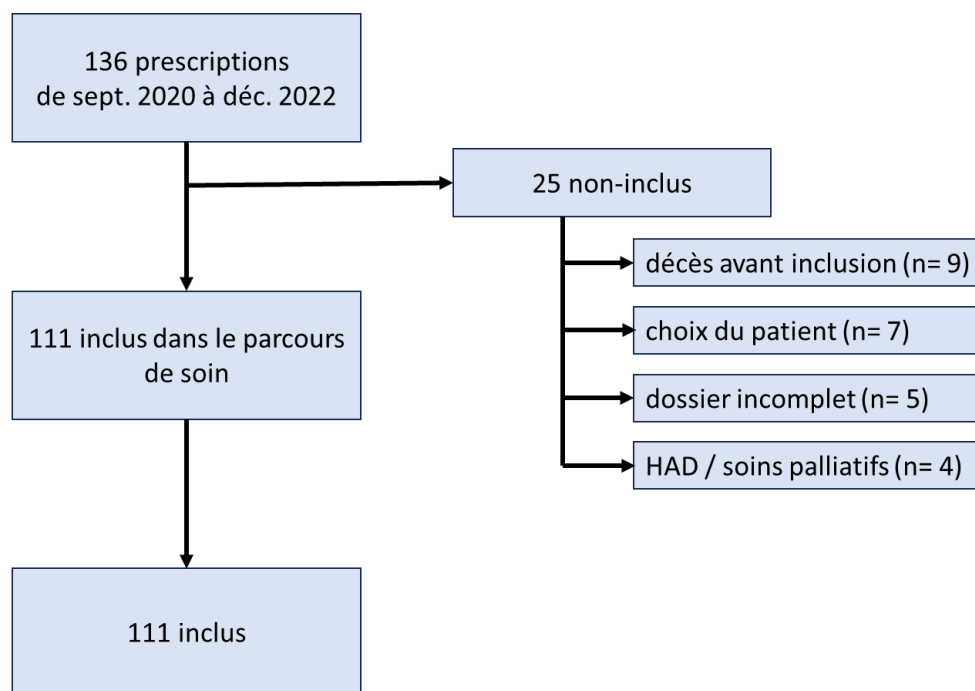 136 prescriptions
de sept. 2020 à déc. 2022
25 non-inclus
décès avant inclusion (n= 9)
choix du patient (n= 7)
dossier incomplet (n= 5)
HAD / soins palliatifs (n= 4)
111 inclus dans le parcours
de soin
111 inclus